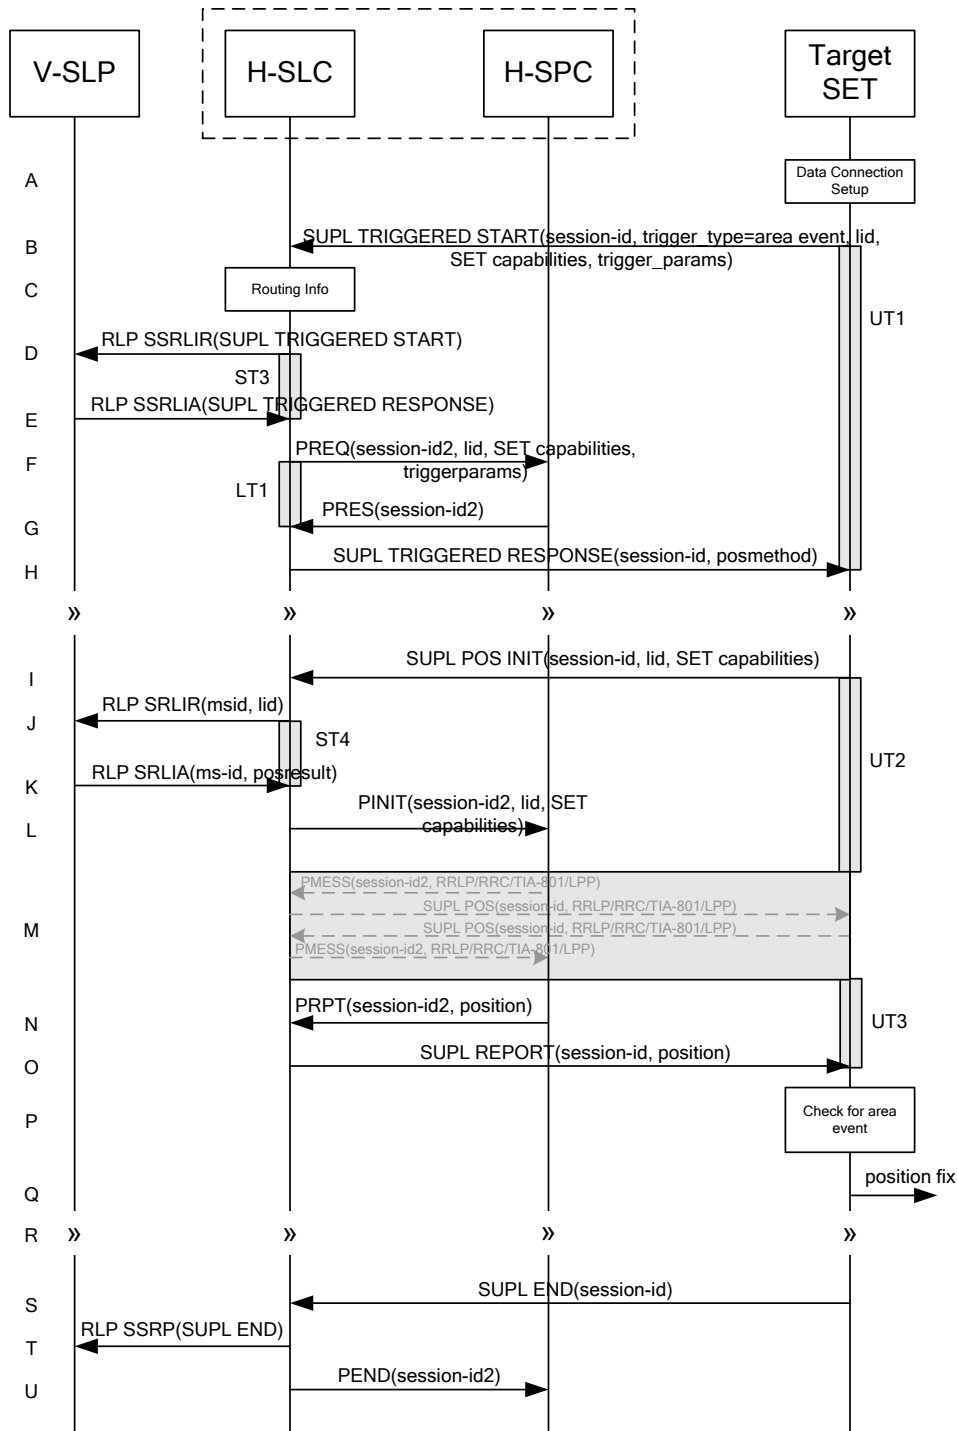 V-SLP
H-SLC
H-SPC
Target
SET
A
Data Connection
Setup
B
SUPL TRIGGERED START(session-id, trigger_type=area event, lid,
SET capabilities, trigger_params)
C
Routing Info
UT1
D
RLP SSRLIR(SUPL TRIGGERED START)
ST3
E
RLP SSRLIA(SUPL TRIGGERED RESPONSE)
F
PREQ(session-id2, lid, SET capabilities,
triggerparams)
LT1
G
PRES(session-id2)
H
SUPL TRIGGERED RESPONSE(session-id, posmethod)
» » » »
I
SUPL POS INIT(session-id, lid, SET capabilities)
J
RLP SRLIR(msid, lid)
ST4
UT2
K
RLP SRLIA(ms-id, posresult)
L
PINIT(session-id2, lid, SET
capabilities)
PMESS(session-id2, RRLP/RRC/TIA-801/LPP)
SUPL POS(session-id, RRLP/RRC/TIA-801/LPP)
M
SUPL POS(session-id, RRLP/RRC/TIA-801/LPP)
PMESS(session-id2, RRLP/RRC/TIA-801/LPP)
N
PRPT(session-id2, position)
UT3
O
SUPL REPORT(session-id, position)
P
Check for area
event
Q
position fix
R » » » »
S
SUPL END(session-id)
T
RLP SSRP(SUPL END)
U
PEND(session-id2)